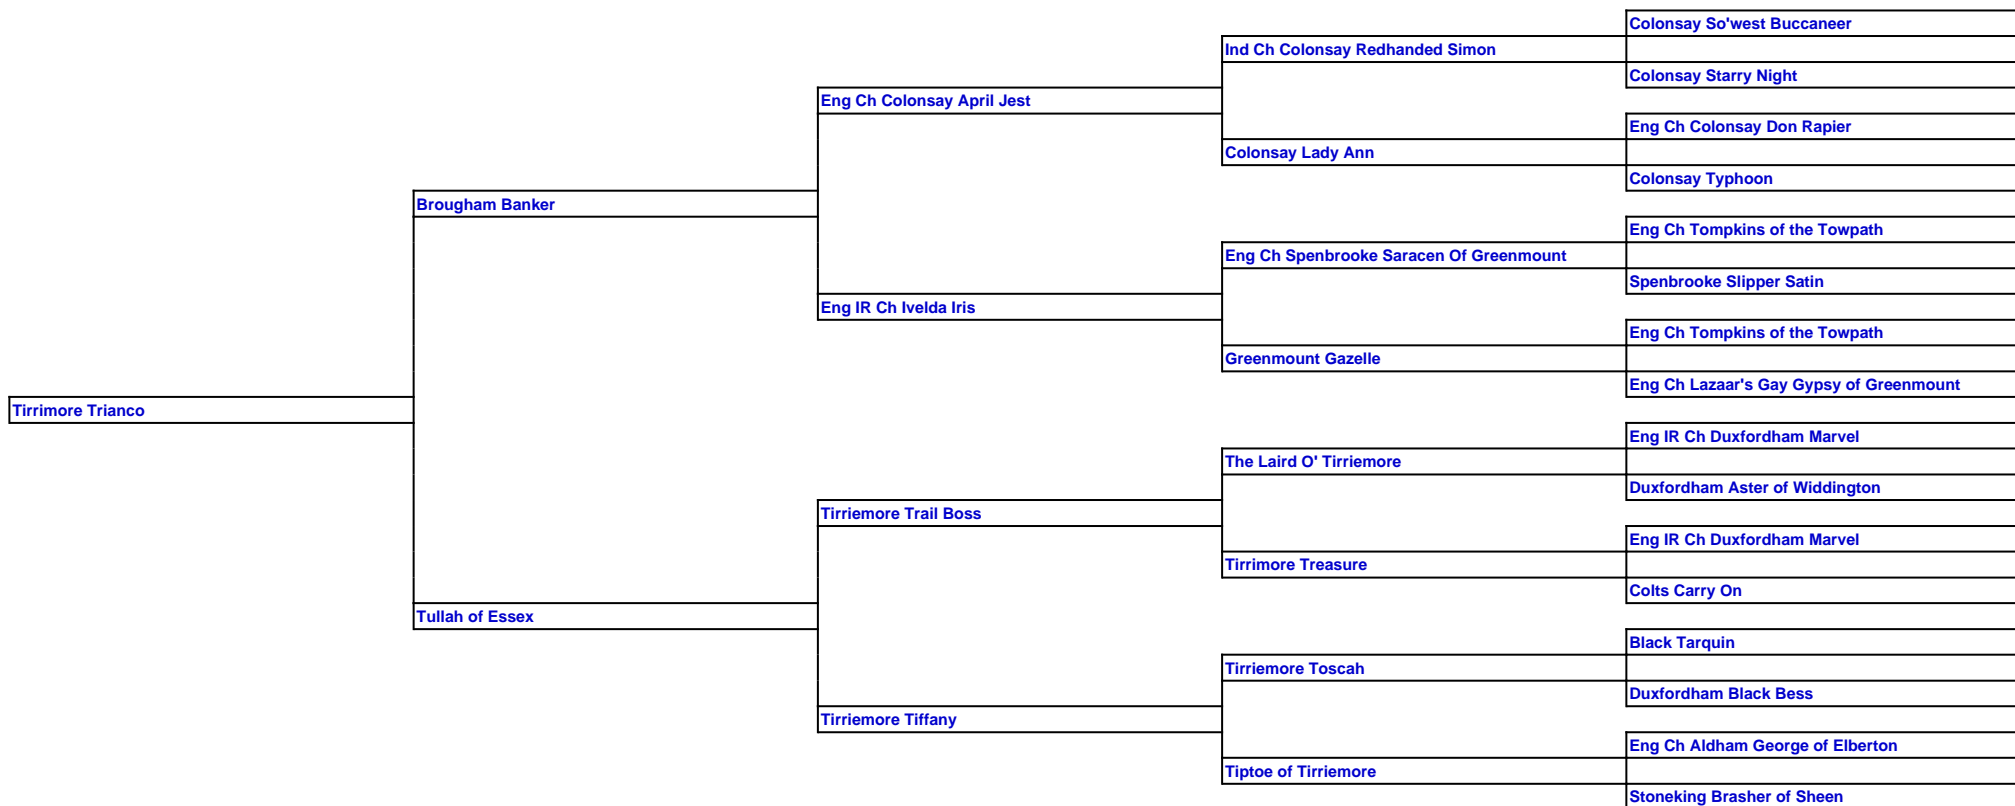 Colonsay So'west Buccaneer
Ind Ch Colonsay Redhanded Simon
Colonsay Starry Night
Eng Ch Colonsay April Jest
Eng Ch Colonsay Don Rapier
Colonsay Lady Ann
Colonsay Typhoon
Brougham Banker
Eng Ch Tompkins of the Towpath
Eng Ch Spenbrooke Saracen Of Greenmount
Spenbrooke Slipper Satin
Eng IR Ch Ivelda Iris
Eng Ch Tompkins of the Towpath
Greenmount Gazelle
Eng Ch Lazaar's Gay Gypsy of Greenmount
Tirrimore Trianco
Eng IR Ch Duxfordham Marvel
The Laird O' Tirriemore
Duxfordham Aster of Widdington
Tirriemore Trail Boss
Eng IR Ch Duxfordham Marvel
Tirrimore Treasure
Colts Carry On
Tullah of Essex
Black Tarquin
Tirriemore Toscah
Duxfordham Black Bess
Tirriemore Tiffany
Eng Ch Aldham George of Elberton
Tiptoe of Tirriemore
Stoneking Brasher of Sheen